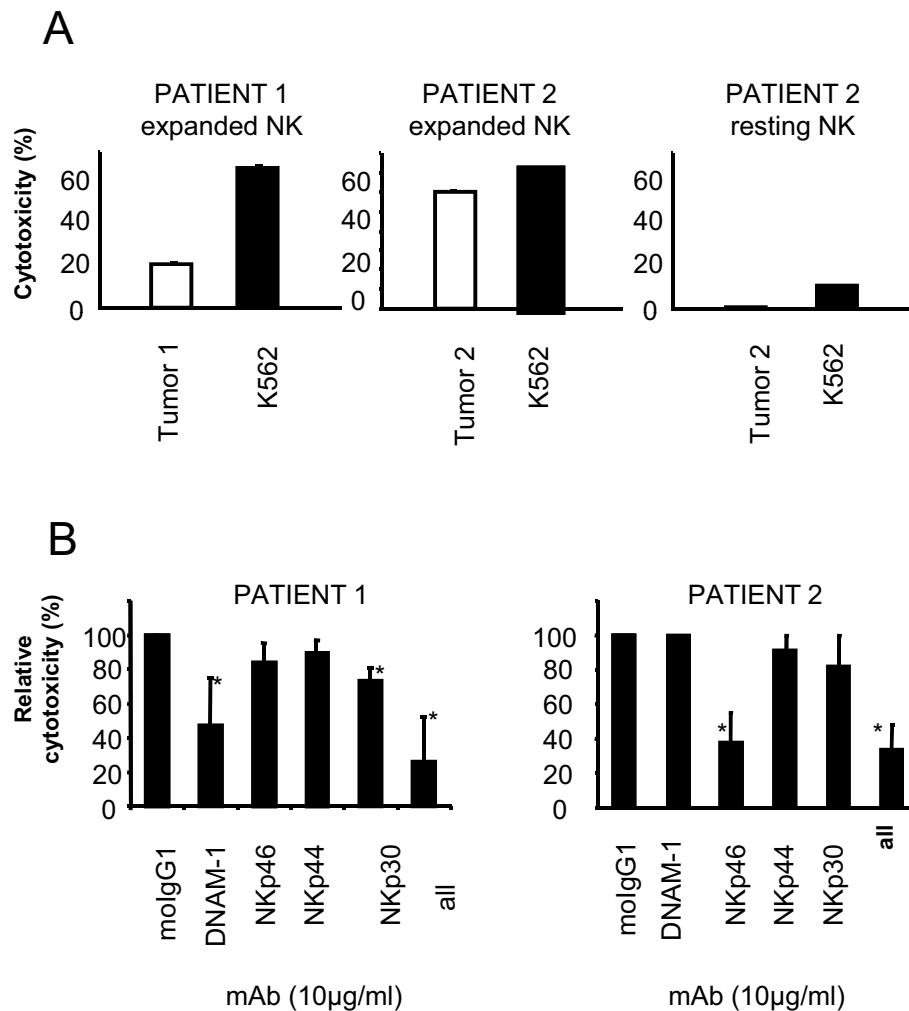 A
PATIENT 1
expanded NK
PATIENT 2
expanded NK
PATIENT 2
resting NK
Cytotoxicity (%)
60
40
20
0
60
40
20
0
60
40
20
0
Tumor 1
K562
Tumor 2
K562
Tumor 2
K562
B
PATIENT 1
PATIENT 2
Relative
cytotoxicity (%)
100
80
60
40
20
0
*
*
*
100
80
60
40
20
0
*
*
moIgG1
DNAM-1
NKp46
NKp44
NKp30
all
moIgG1
DNAM-1
NKp46
NKp44
NKp30
all
mAb (10µg/ml)
mAb (10µg/ml)